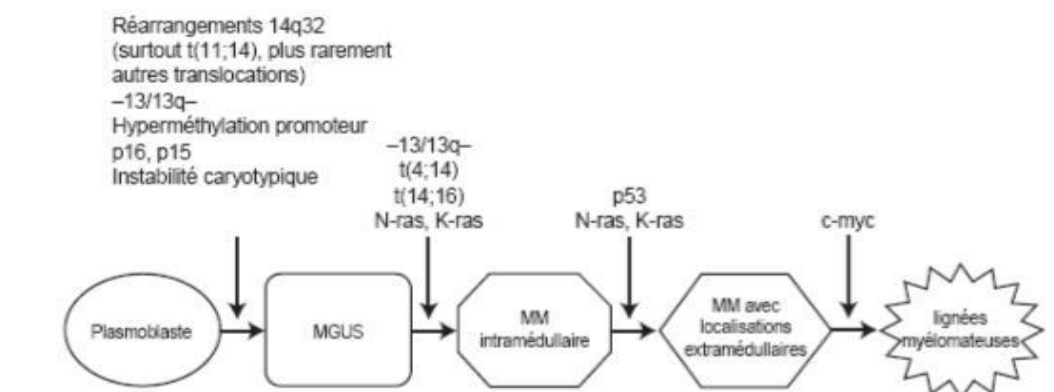 Réarrangements 14q32
(surtout t(11;14), plus rarement
autres translocations)
–13/13q–
Hyperméthylation promoteur
p16, p15
Instabilité caryotypique
–13/13q–
t(4;14)
t(14;16)
N-ras, K-ras
p53
N-ras, K-ras
c-myc
Plasmoblaste
MGUS
MM
intramédullaire
MM avec
localisations
extramédullaires
lignées
myélomateuses